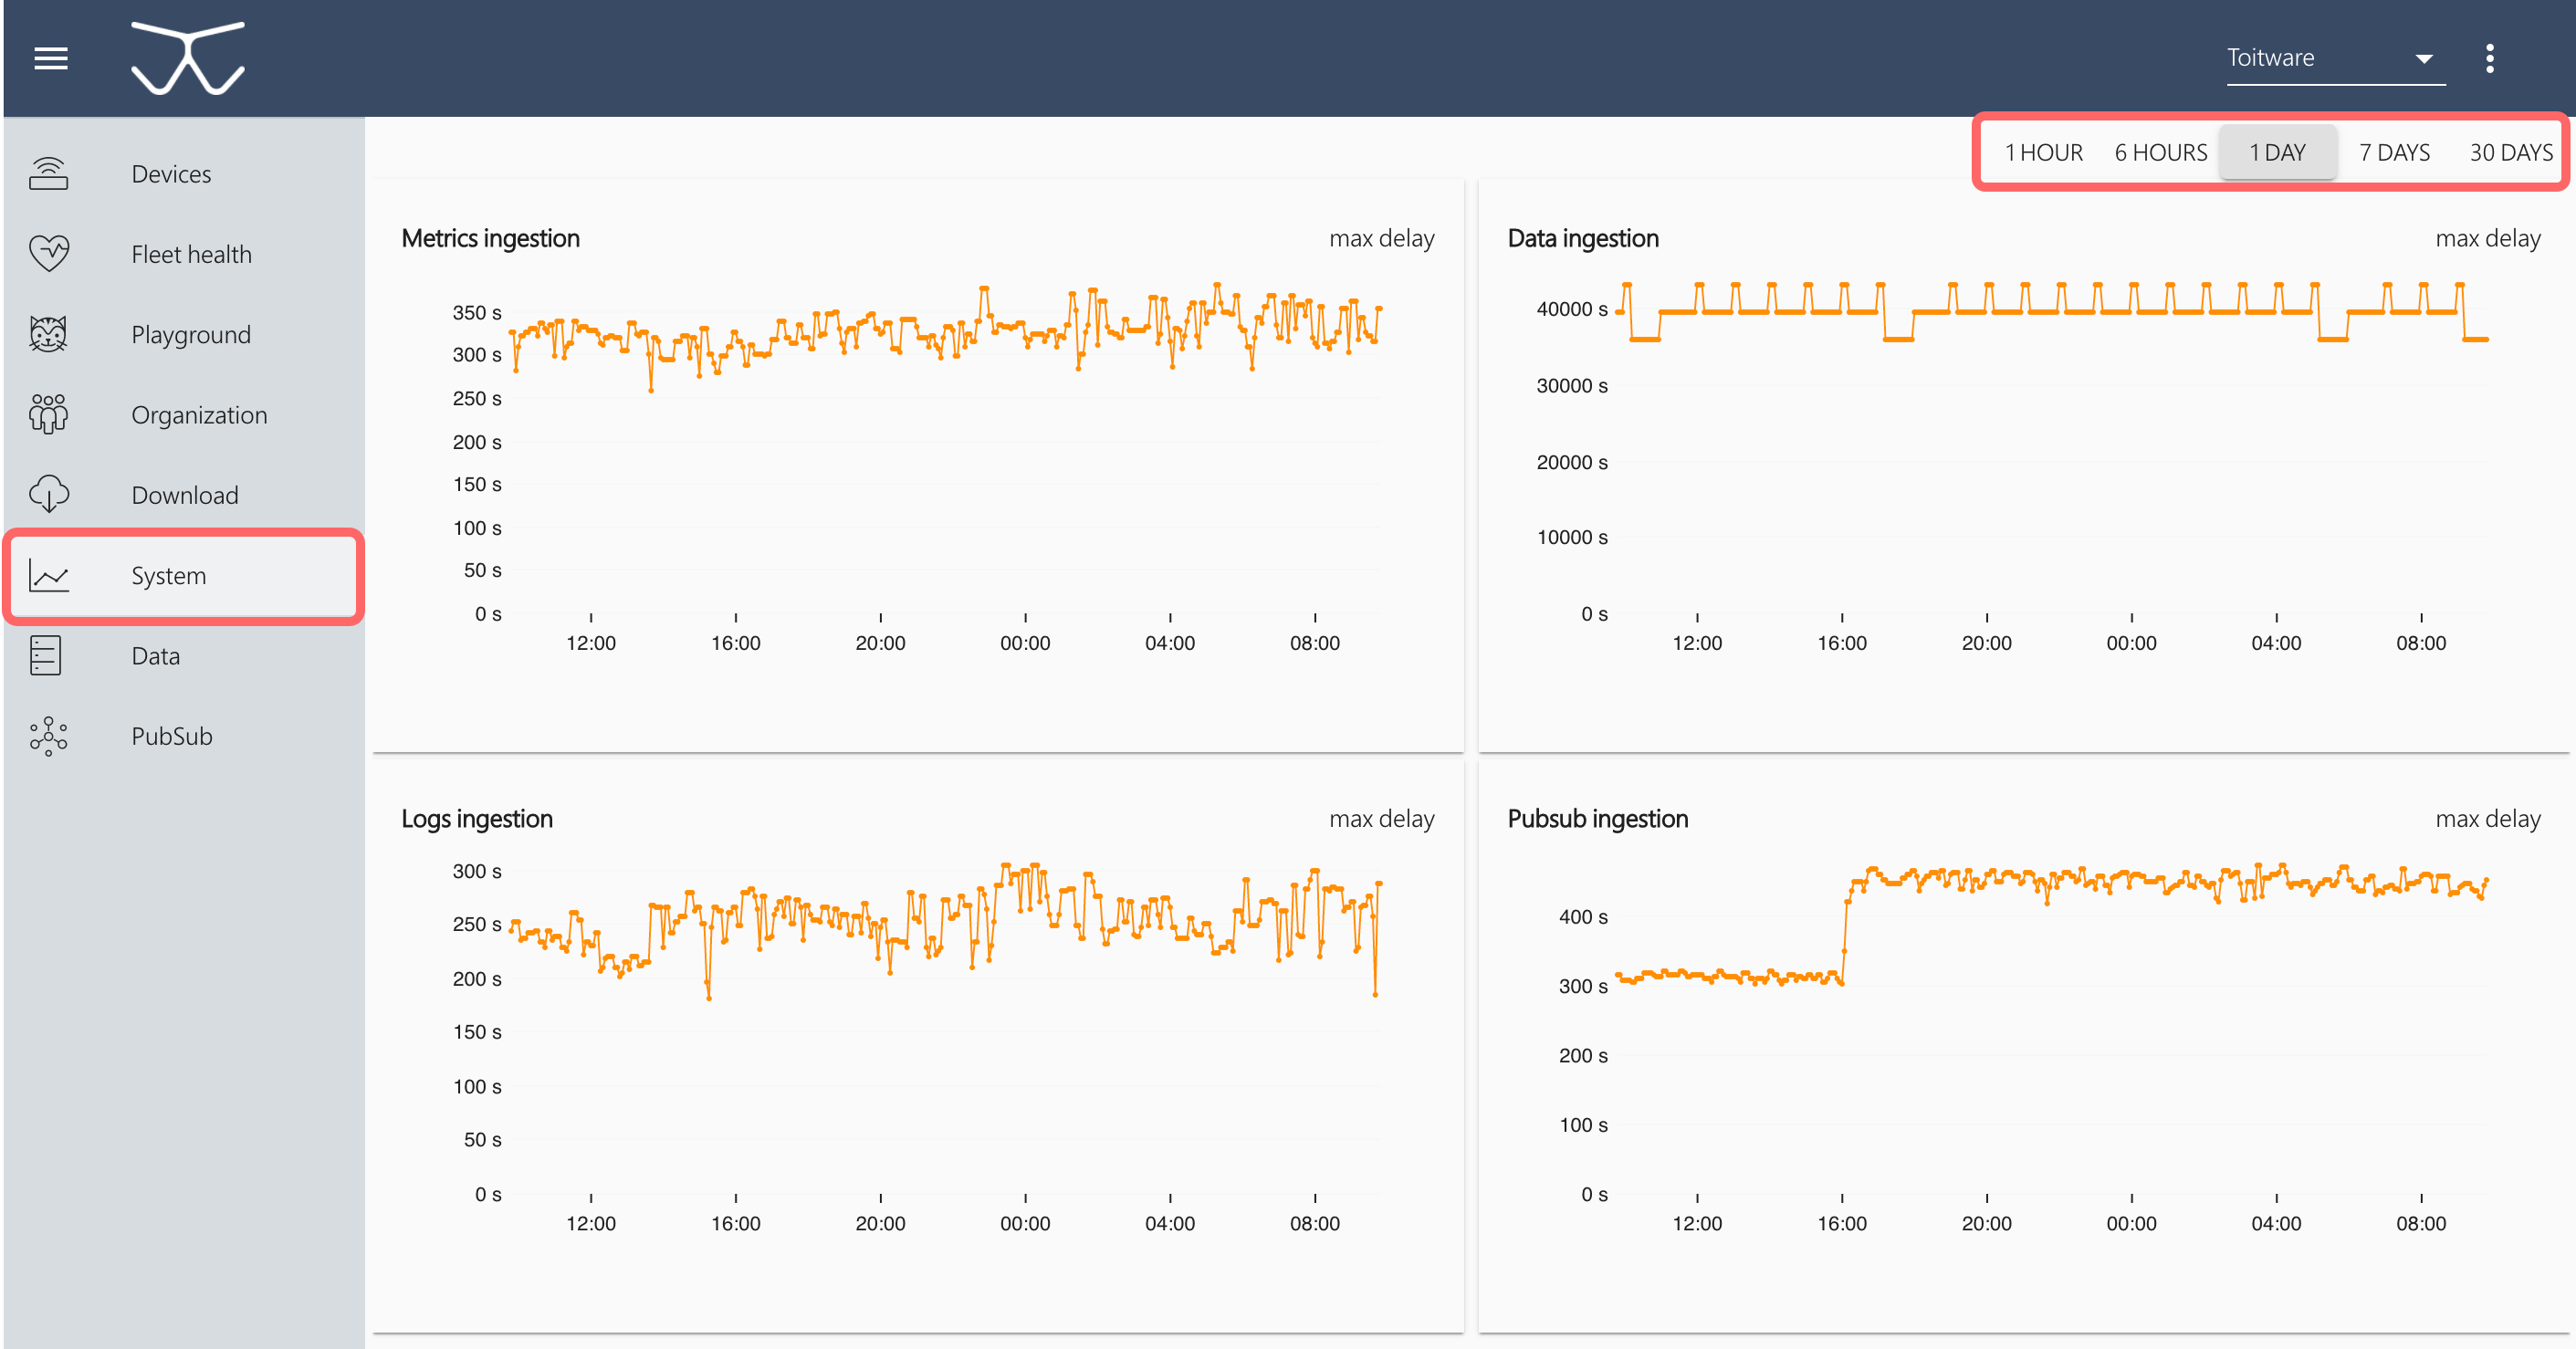 Toitware
1 HOUR 6 HOURS 1 DAY 7 DAYS 30 DAYS
Devices
Fleet health
Playground
Organization
Download
System
Data
PubSub
Metrics ingestion max delay
350 s
300 s
250 s
200 s
150 s
100 s
50 s
0 s
12:00 16:00 20:00 00:00 04:00 08:00
Data ingestion max delay
40000 s
30000 s
20000 s
10000 s
0 s
12:00 16:00 20:00 00:00 04:00 08:00
Logs ingestion max delay
300 s
250 s
200 s
150 s
100 s
50 s
0 s
12:00 16:00 20:00 00:00 04:00 08:00
Pubsub ingestion max delay
400 s
300 s
200 s
100 s
0 s
12:00 16:00 20:00 00:00 04:00 08:00